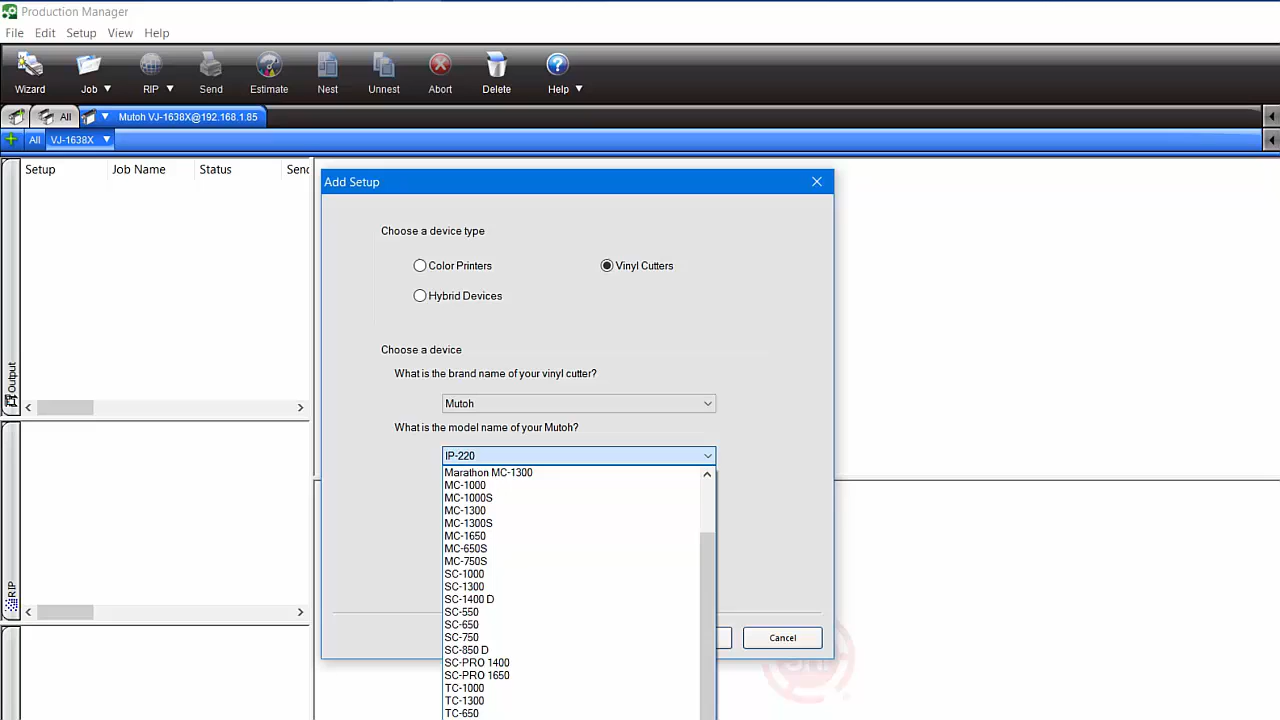 Production Manager
File Edit Setup View Help
Wizard Job RIP Send Estimate Nest Unnest Abort Delete Help
All Mutoh VJ-1638X@192.168.1.85
All VJ-1638X
Setup Job Name Status Send
Output
RIP
Add Setup
Choose a device type
Color Printers Vinyl Cutters
Hybrid Devices
Choose a device
What is the brand name of your vinyl cutter?
Mutoh
What is the model name of your Mutoh?
IP-220
Marathon MC-1300
MC-1000
MC-1000S
MC-1300
MC-1300S
MC-1650
MC-650S
MC-750S
SC-1000
SC-1300
SC-1400 D
SC-550
SC-650
SC-750
SC-850 D
SC-PRO 1400
SC-PRO 1650
TC-1000
TC-1300
TC-650
Cancel